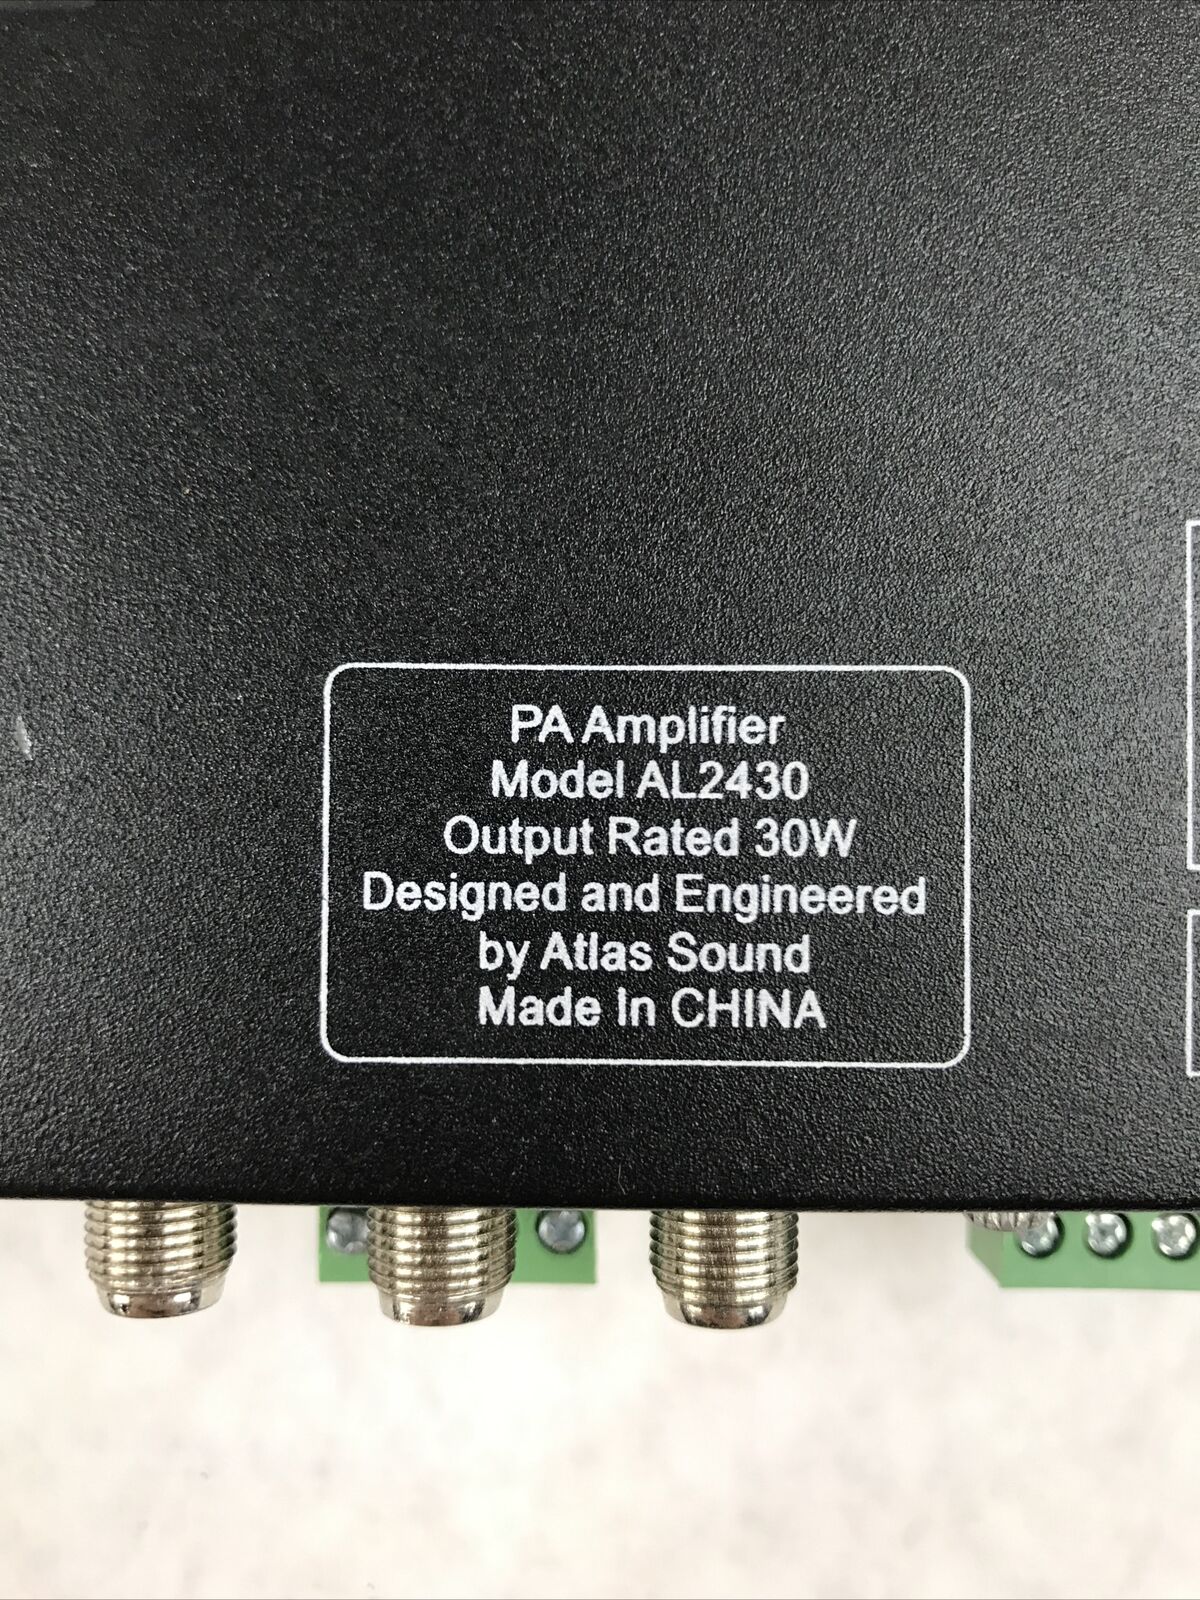 PA Amplifier
Model AL2430
Output Rated 30W
Designed and Engineered
by Atlas Sound
Made In CHINA